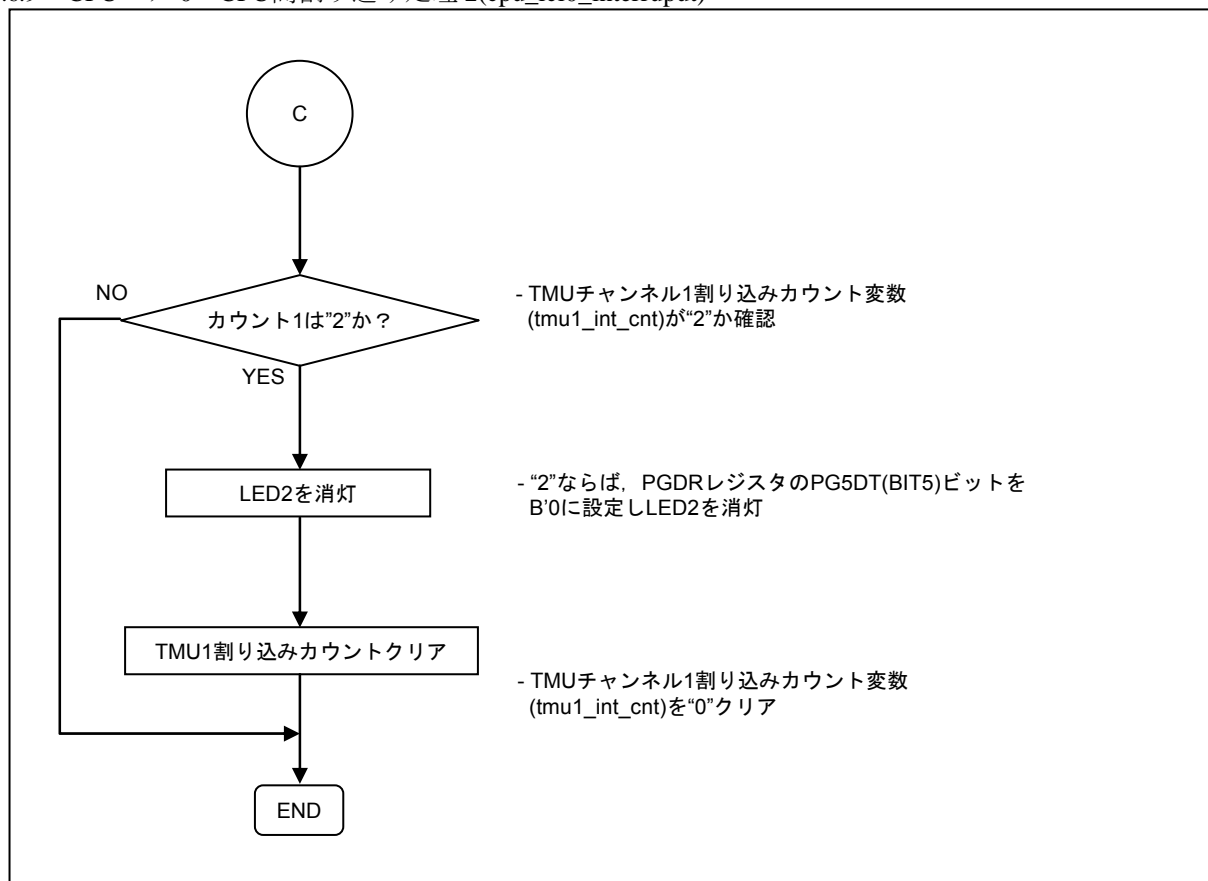 C
カウント1は"2"か？
NO
YES
- TMUチャンネル1割り込みカウント変数
(tmu1_int_cnt)が“2”か確認
LED2を消灯
- “2”ならば，PGDRレジスタのPG5DT(BIT5)ビットを
B'0に設定しLED2を消灯
TMU1割り込みカウントクリア
- TMUチャンネル1割り込みカウント変数
(tmu1_int_cnt)を“0”クリア
END